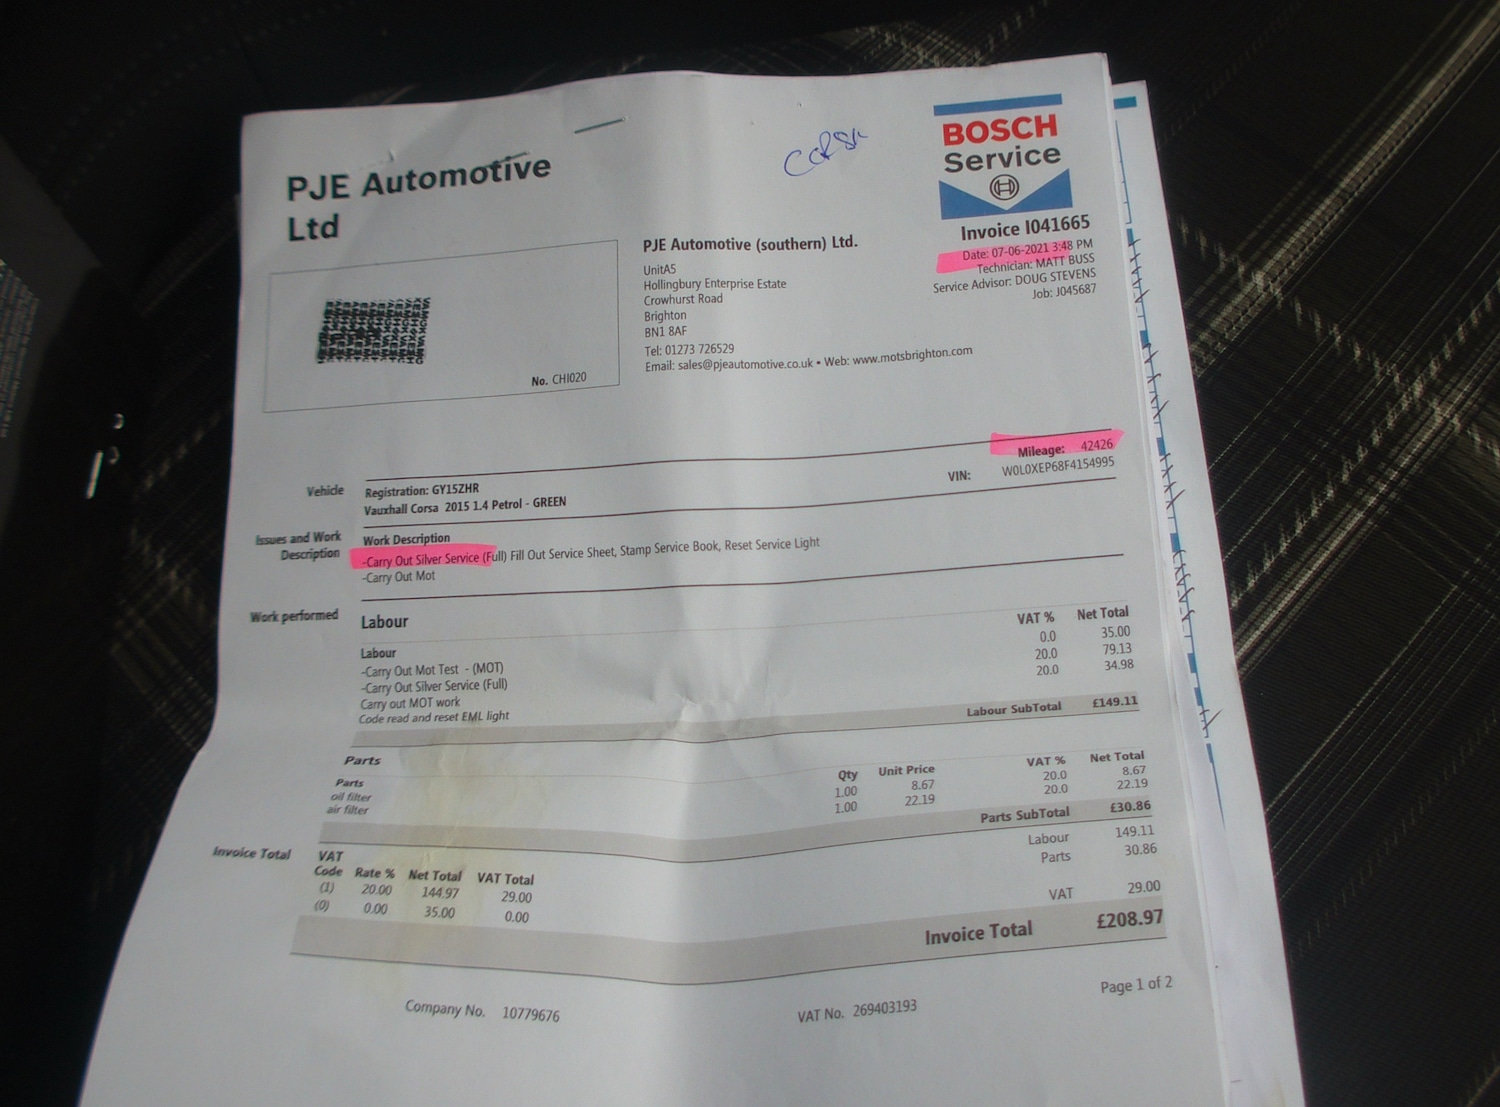 PJE Automotive
Ltd
BOSCH
Service
Invoice I041665
Date: 07-06-2021 3:48 PM
Technician: MATT BUSS
Service Advisor: DOUG STEVENS
Job: J045687
PJE Automotive (southern) Ltd.
UnitA5
Hollingbury Enterprise Estate
Crowhurst Road
Brighton
BN1 8AF
Tel: 01273 726529
Email: sales@pjeautomotive.co.uk • Web: www.motsbrighton.com
No. CHI020
Mileage: 42426
VIN: W0L0XEP68F4154995
Vehicle
Registration: GY15ZHR
Vauxhall Corsa 2015 1.4 Petrol - GREEN
Issues and Work
Description
Work Description
-Carry Out Silver Service (Full) Fill Out Service Sheet, Stamp Service Book, Reset Service Light
-Carry Out Mot
Work performed
Labour
Labour VAT % Net Total
-Carry Out Mot Test - (MOT) 0.0 35.00
-Carry Out Silver Service (Full) 20.0 79.13
Carry out MOT work 20.0 34.98
Code read and reset EML light
Labour SubTotal £149.11
Parts
Parts Qty Unit Price VAT % Net Total
oil filter 1.00 8.67 20.0 8.67
air filter 1.00 22.19 20.0 22.19
Parts SubTotal £30.86
Labour 149.11
Parts 30.86
VAT 29.00
Invoice Total £208.97
Invoice Total
VAT
Code Rate % Net Total VAT Total
(1) 20.00 144.97 29.00
(0) 0.00 35.00 0.00
Company No. 10779676
VAT No. 269403193
Page 1 of 2